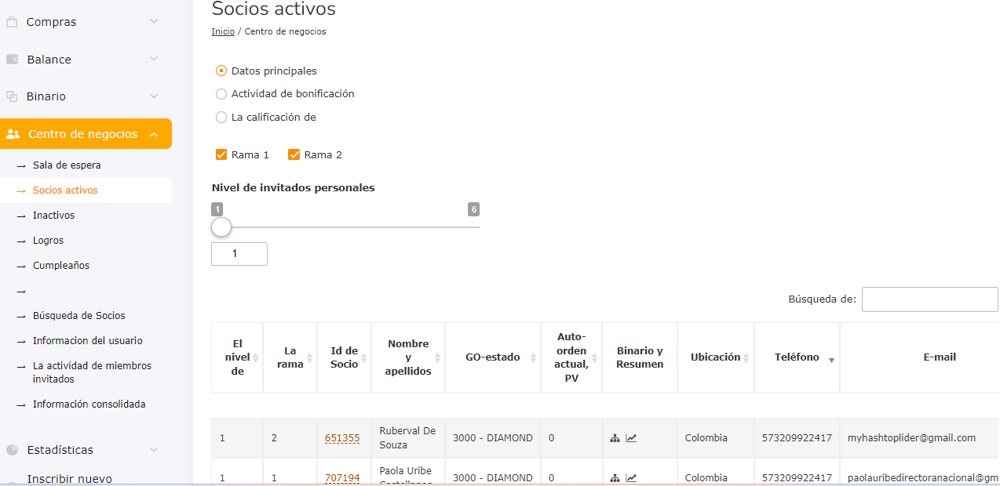 Compras
Balance
Binario
Centro de negocios
Sala de espera
Socios activos
Inactivos
Logros
Cumpleaños
Búsqueda de Socios
Informacion del usuario
La actividad de miembros
invitados
Información consolidada
Estadísticas
Inscribir nuevo
Socios activos
Inicio / Centro de negocios
Datos principales
Actividad de bonificación
La calificación de
Rama 1 Rama 2
Nivel de invitados personales
1 6
1
Búsqueda de:
El nivel de La rama Id de Socio Nombre y apellidos GO-estado Auto-orden actual, PV Binario y Resumen Ubicación Teléfono E-mail
1 2 651355 Ruberval De Souza 3000 - DIAMOND 0 Colombia 573209922417 myhashtoplider@gmail.com
1 1 707194 Paola Uribe Castellanos 3000 - DIAMOND 0 Colombia 573209922417 paolauribedirectoranacional@gm